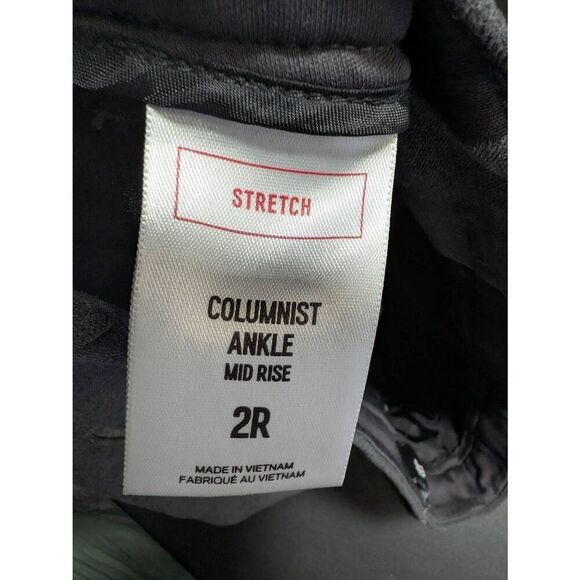 STRETCH
COLUMNIST
ANKLE
MID RISE
2R
MADE IN VIETNAM
FABRIQUÉ AU VIETNAM